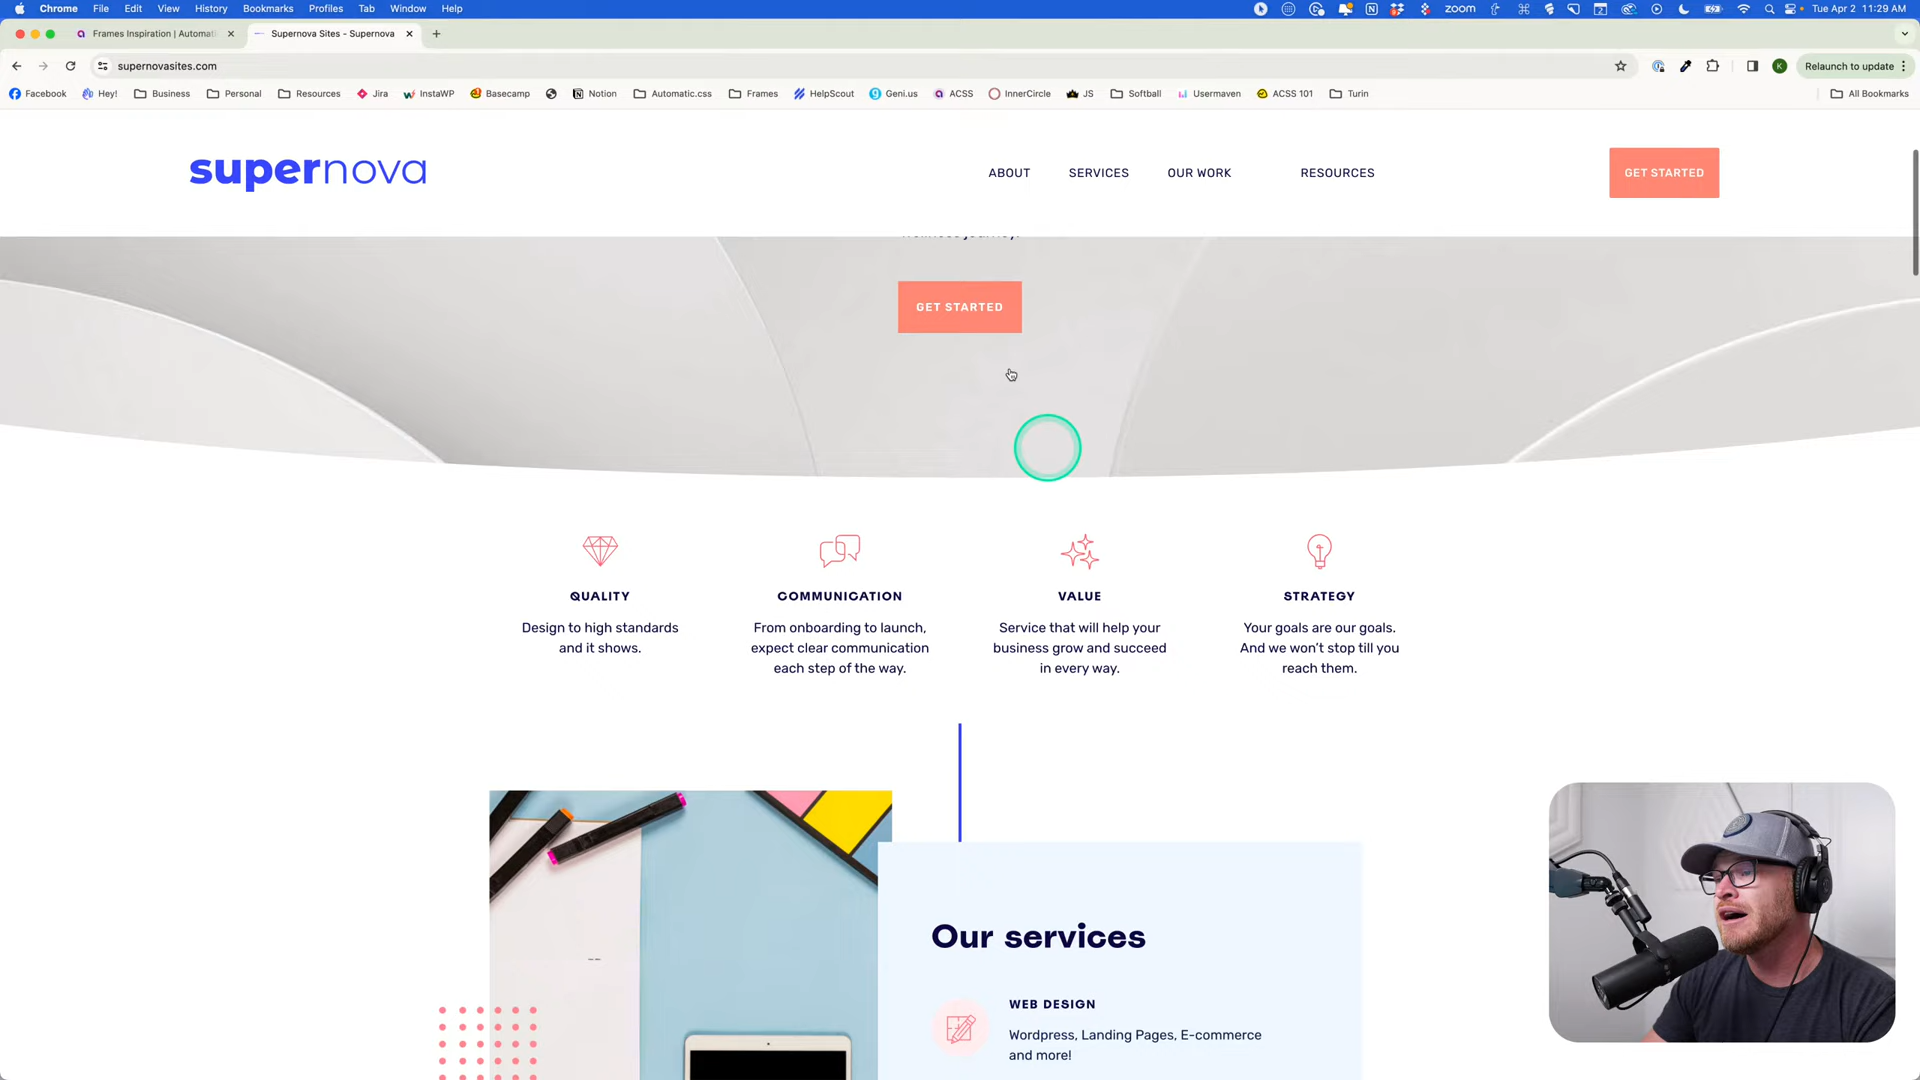 Chrome File Edit View History Bookmarks Profiles Tab Window Help
zoom
2
Tue Apr 2 11:29 AM
Frames Inspiration | Automat
Supernova Sites - Supernova
supernovasites.com
K
Relaunch to update
Facebook Hey! Business Personal Resources Jira InstaWP Basecamp Notion Automatic.css Frames HelpScout Geni.us ACSS InnerCircle JS Softball Usermaven ACSS 101 Turin All Bookmarks
supernova
ABOUT SERVICES OUR WORK RESOURCES
GET STARTED
GET STARTED
QUALITY
Design to high standards
and it shows.
COMMUNICATION
From onboarding to launch,
expect clear communication
each step of the way.
VALUE
Service that will help your
business grow and succeed
in every way.
STRATEGY
Your goals are our goals.
And we won't stop till you
reach them.
Our services
WEB DESIGN
Wordpress, Landing Pages, E-commerce
and more!